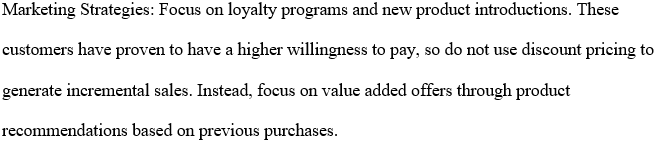 Marketing Strategies: Focus on loyalty programs and new product introductions. These
customers have proven to have a higher willingness to pay, so do not use discount pricing to
generate incremental sales. Instead, focus on value added offers through product
recommendations based on previous purchases.